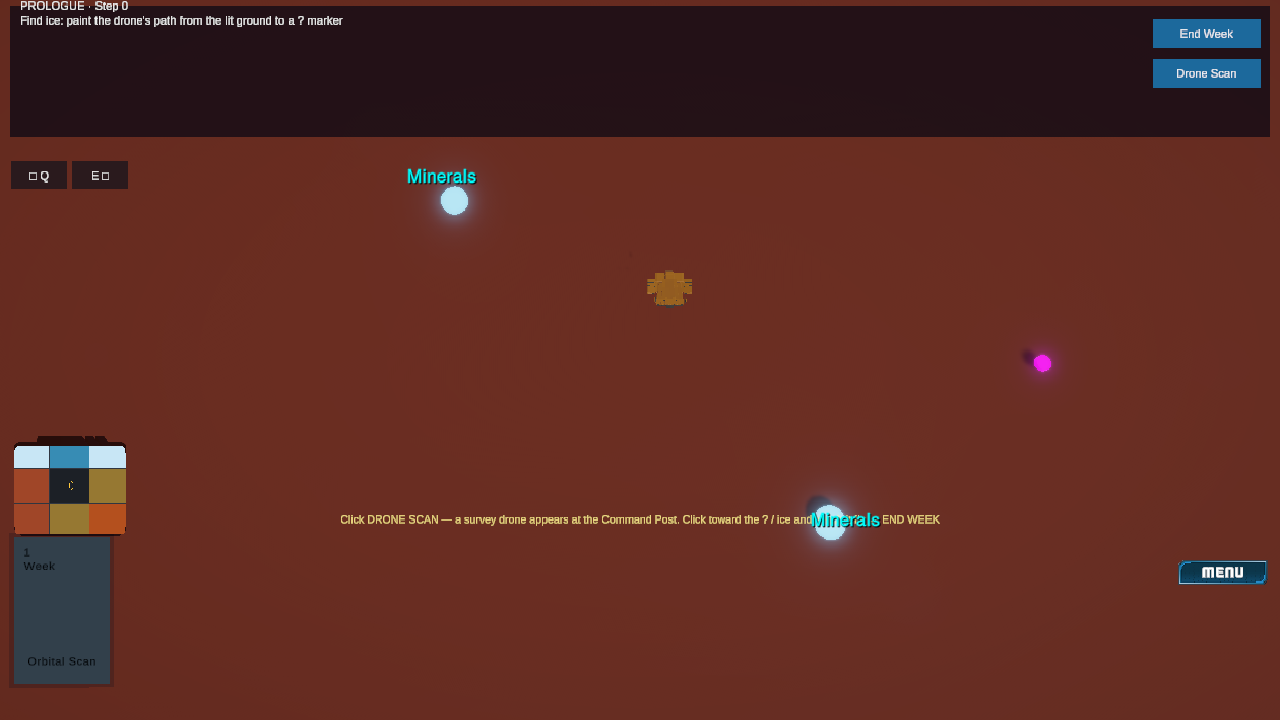 PROLOGUE · Step 0
Find ice: paint the drone's path from the lit ground to a ? marker
End Week
Drone Scan
Q
E
Minerals
Click DRONE SCAN — a survey drone appears at the Command Post. Click toward the ? / ice and END WEEK
Minerals
1
Week
Orbital Scan
MENU